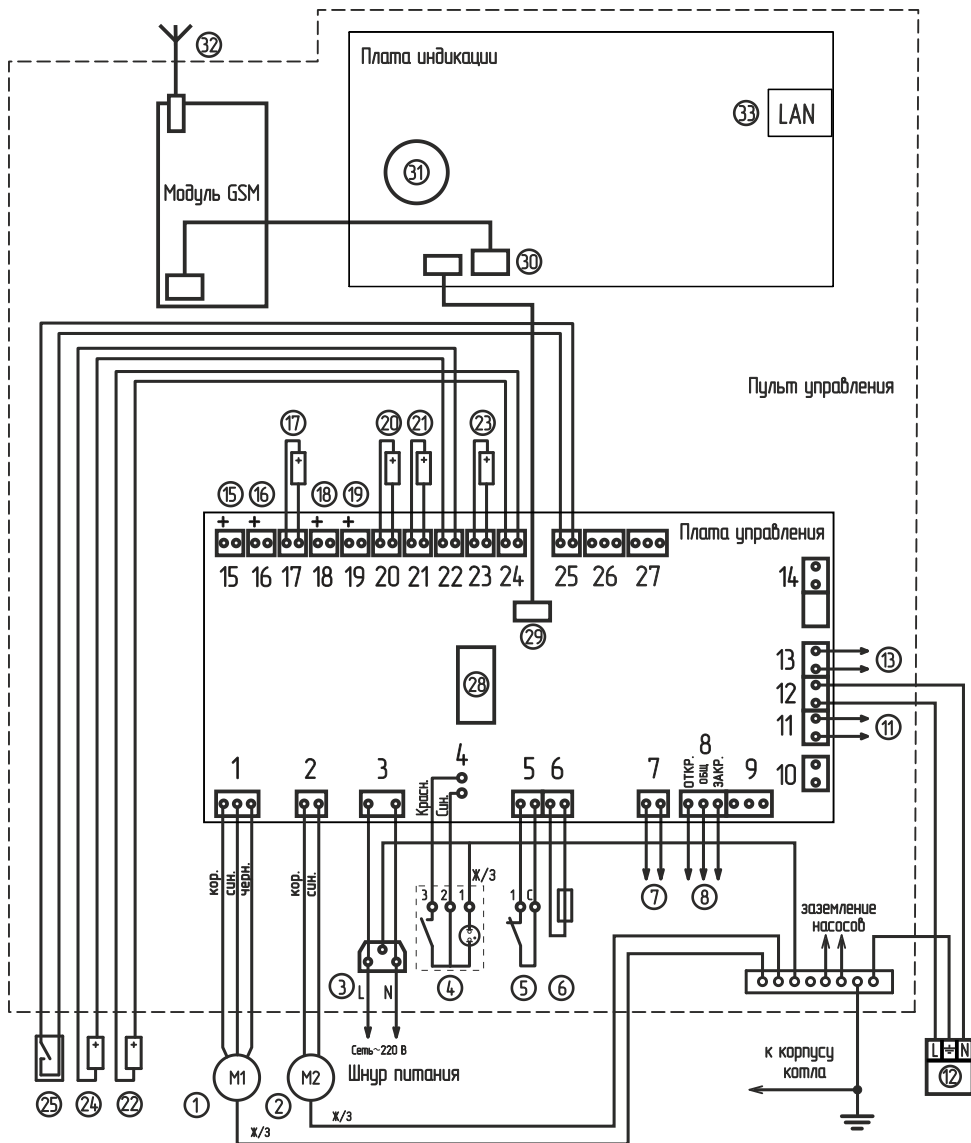 32
Плата индикации
33 LAN
31
Модуль GSM
30
Пульт управления
17 20 21 23
15 16 18 19
+ + + +
+ + + +
Плата управления
15 16 17 18 19 20 21 22 23 24 25 26 27
14
29
13 13
28
12
11 11
10
1 2 3 4 5 6 7 8 9
Красн.
Син.
ОТКР.
ОБЩ
ЗАКР.
кор.
син.
черн.
кор.
син.
Ж/З
3 2 1
1 С
7 8
заземление
насосов
3 4 5 6
L N
Сеть~220 В
Шнур питания
к корпусу
котла
L N
12
+ +
М1 М2
25 24 22 1 2
Ж/З
Ж/З